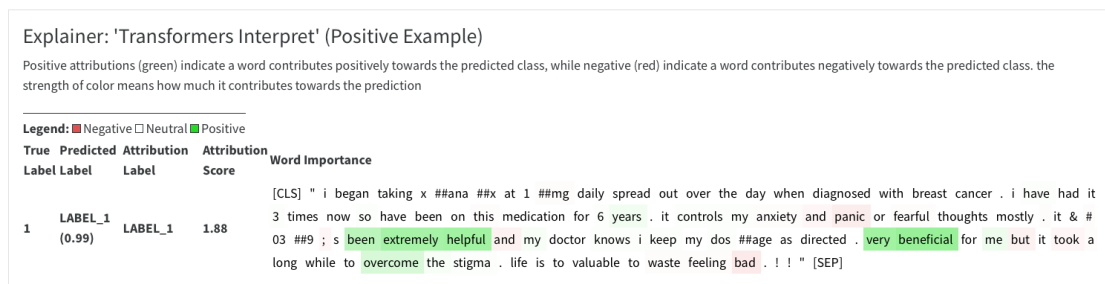 Explainer: 'Transformers Interpret' (Positive Example)
Positive attributions (green) indicate a word contributes positively towards the predicted class, while negative (red) indicate a word contributes negatively towards the predicted class. the
strength of color means how much it contributes towards the prediction
Legend: Negative Neutral Positive
True Label Predicted Label Attribution Label Attribution Score Word Importance
1 LABEL_1 (0.99) LABEL_1 1.88
[CLS] " i began taking x ##ana ##x at 1 ##mg daily spread out over the day when diagnosed with breast cancer . i have had it
3 times now so have been on this medication for 6 years . it controls my anxiety and panic or fearful thoughts mostly . it & #
03 ##9 ; s been extremely helpful and my doctor knows i keep my dos ##age as directed . very beneficial for me but it took a
long while to overcome the stigma . life is to valuable to waste feeling bad . ! ! " [SEP]